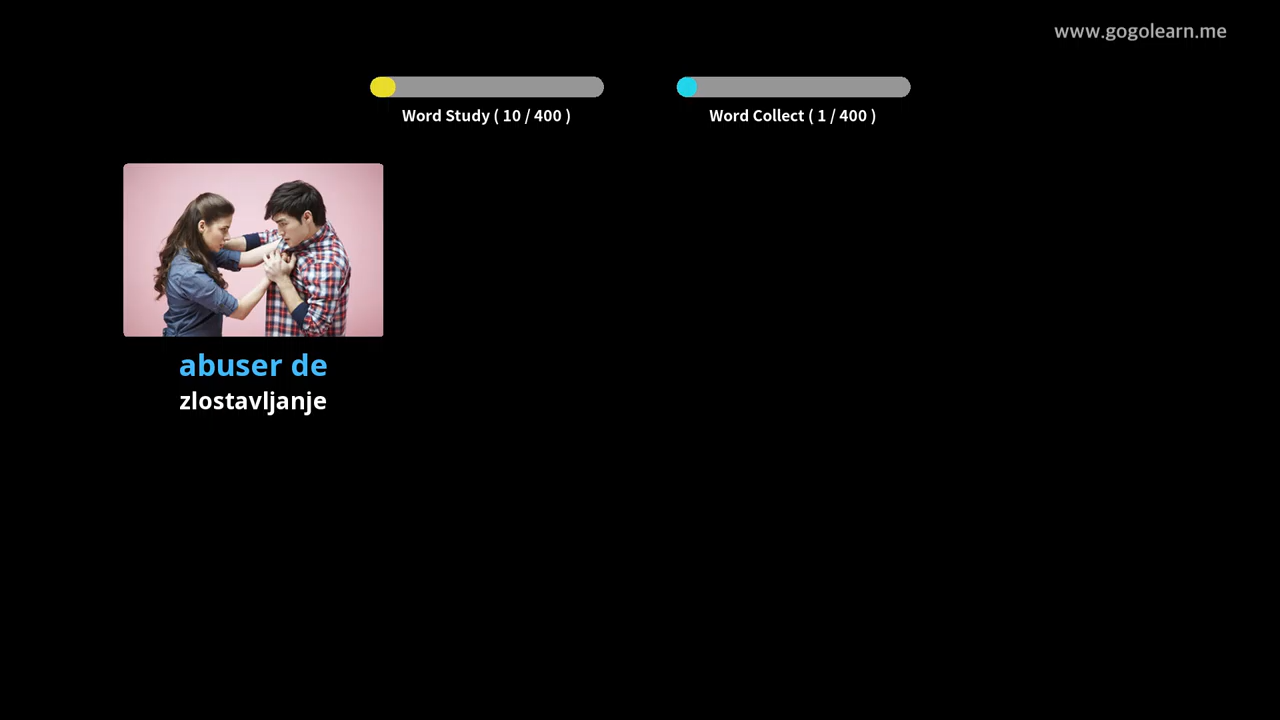 www.gogolearn.me
Word Study ( 10 / 400 )
Word Collect ( 1 / 400 )
abuser de
zlostavljanje